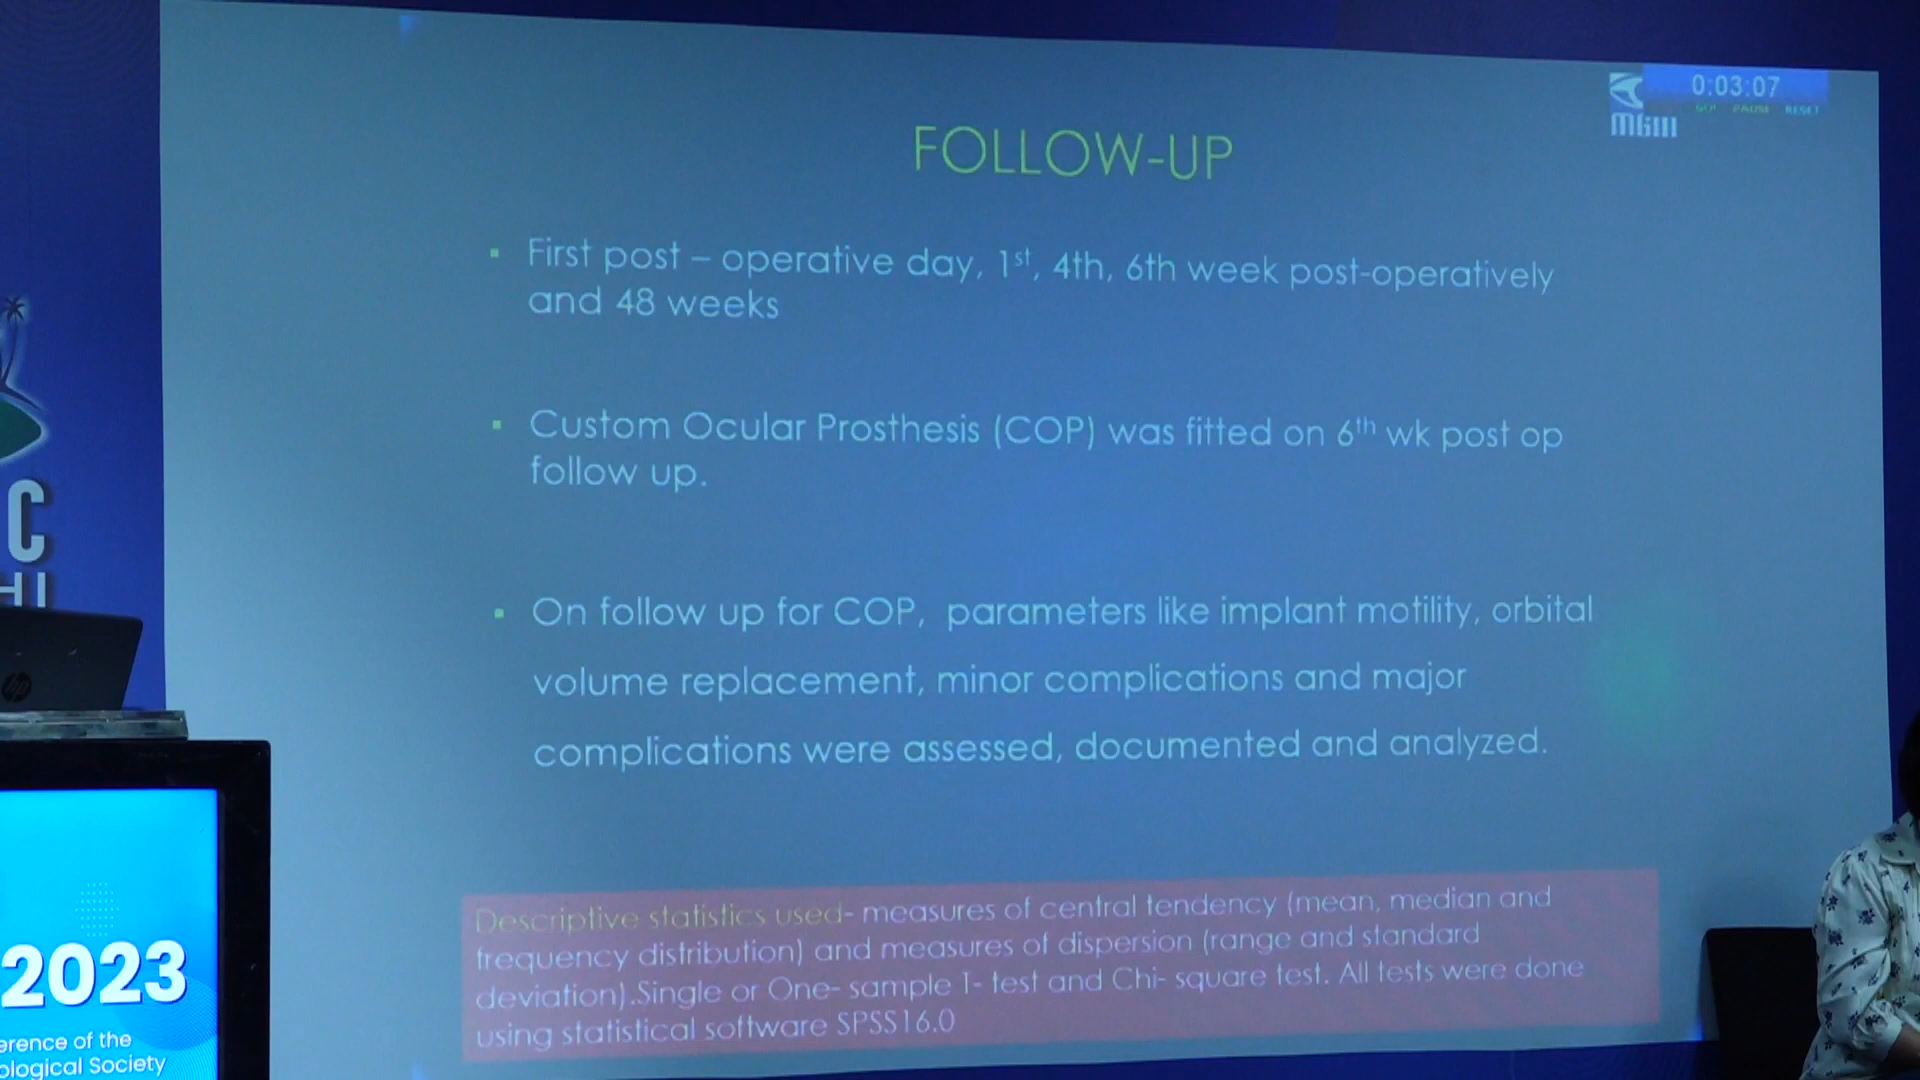 0:03:07
PAUSE RESET
FOLLOW-UP
▪ First post – operative day, 1st, 4th, 6th week post-operatively
and 48 weeks
▪ Custom Ocular Prosthesis (COP) was fitted on 6th wk post op
follow up.
▪ On follow up for COP, parameters like implant motility, orbital
volume replacement, minor complications and major
complications were assessed, documented and analyzed.
Descriptive statistics used- measures of central tendency (mean, median and
frequency distribution) and measures of dispersion (range and standard
deviation).Single or One- sample T- test and Chi- square test. All tests were done
using statistical software SPSS16.0
C
HI
hp
2023
erence of the
ological Society